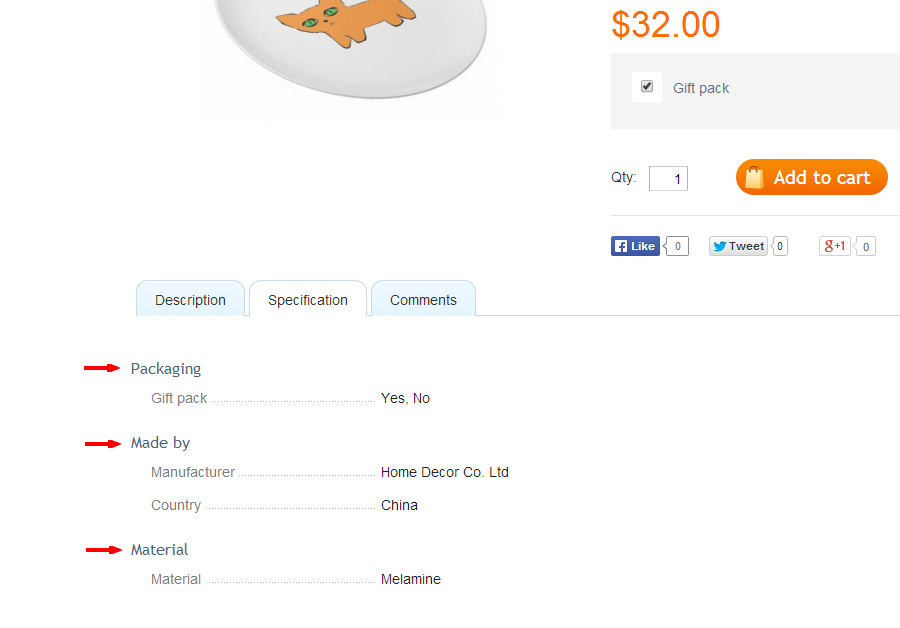 $32.00
Gift pack
Qty: 1
Add to cart
Like 0
Tweet 0
g+1 0
Description Specification Comments
Packaging
Gift pack Yes, No
Made by
Manufacturer Home Decor Co. Ltd
Country China
Material
Material Melamine